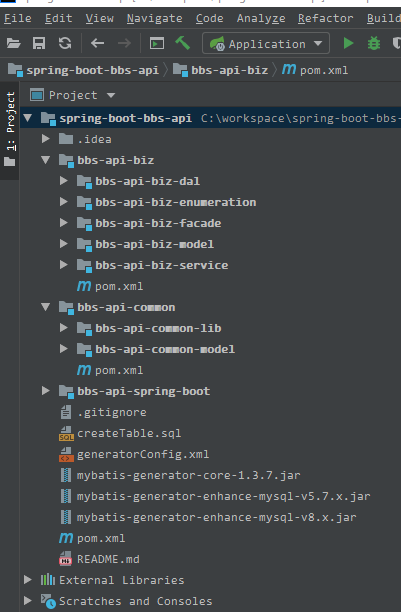 File Edit View Navigate Code Analyze Refactor Build
Application
spring-boot-bbs-api bbs-api-biz pom.xml
1: Project
Project
spring-boot-bbs-api C:\workspace\spring-boot-bbs-
.idea
bbs-api-biz
bbs-api-biz-dal
bbs-api-biz-enumeration
bbs-api-biz-facade
bbs-api-biz-model
bbs-api-biz-service
pom.xml
bbs-api-common
bbs-api-common-lib
bbs-api-common-model
pom.xml
bbs-api-spring-boot
.gitignore
createTable.sql
generatorConfig.xml
mybatis-generator-core-1.3.7.jar
mybatis-generator-enhance-mysql-v5.7.x.jar
mybatis-generator-enhance-mysql-v8.x.jar
pom.xml
README.md
External Libraries
Scratches and Consoles